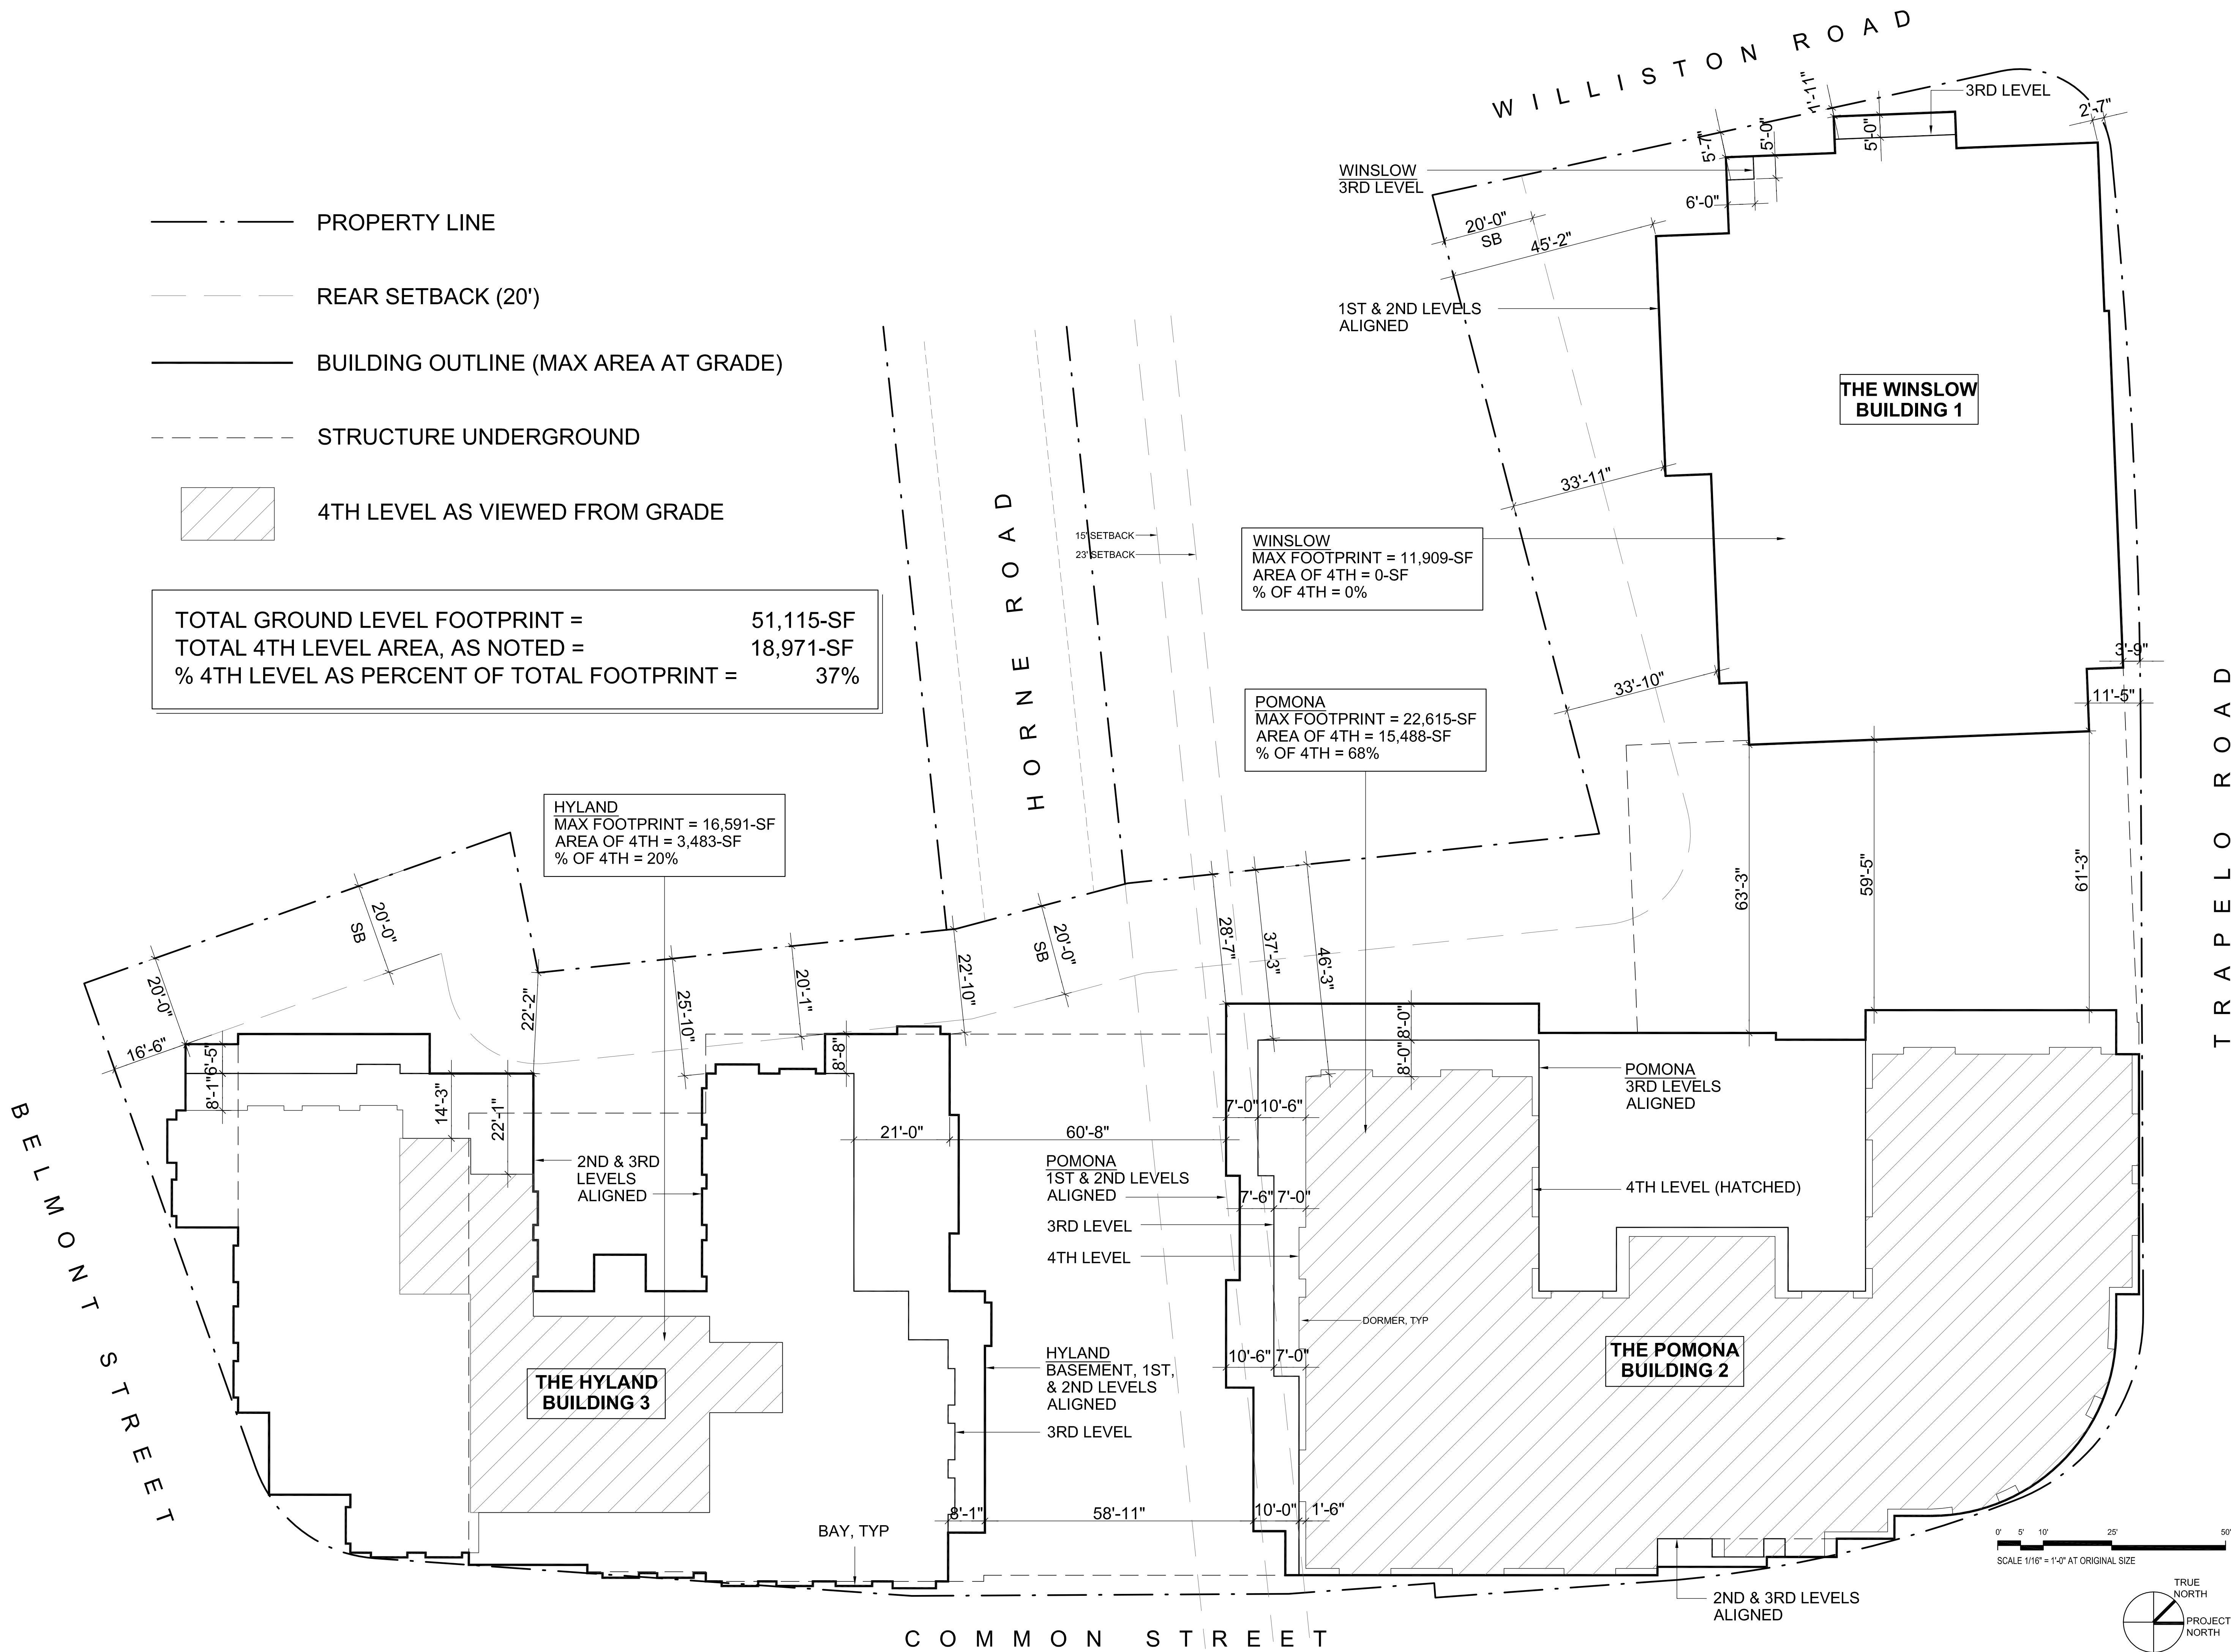 WILLISTON ROAD
1'-11"
3RD LEVEL
2'-7"
5'-7"
5'-0"
5'-0"
WINSLOW
3RD LEVEL
6'-0"
20'-0"
SB
45'-2"
PROPERTY LINE
REAR SETBACK (20')
1ST & 2ND LEVELS
ALIGNED
BUILDING OUTLINE (MAX AREA AT GRADE)
THE WINSLOW
BUILDING 1
STRUCTURE UNDERGROUND
33'-11"
4TH LEVEL AS VIEWED FROM GRADE
HORNE ROAD
15' SETBACK
23' SETBACK
WINSLOW
MAX FOOTPRINT = 11,909-SF
AREA OF 4TH = 0-SF
% OF 4TH = 0%
TOTAL GROUND LEVEL FOOTPRINT = 51,115-SF
TOTAL 4TH LEVEL AREA, AS NOTED = 18,971-SF
% 4TH LEVEL AS PERCENT OF TOTAL FOOTPRINT = 37%
3'-9"
33'-10"
11'-5"
TRAPELO ROAD
POMONA
MAX FOOTPRINT = 22,615-SF
AREA OF 4TH = 15,488-SF
% OF 4TH = 68%
HYLAND
MAX FOOTPRINT = 16,591-SF
AREA OF 4TH = 3,483-SF
% OF 4TH = 20%
63'-3"
59'-5"
61'-3"
20'-0"
SB
20'-0"
22'-2"
25'-10"
20'-1"
22'-10"
20'-0"
SB
28'-7"
37'-3"
46'-3"
16'-6"
6'-5"
8'-1"
14'-3"
22'-1"
8'-8"
8'-0"
8'-0"
POMONA
3RD LEVELS
ALIGNED
7'-0"
10'-6"
21'-0"
60'-8"
BELMONT STREET
2ND & 3RD
LEVELS
ALIGNED
POMONA
1ST & 2ND LEVELS
ALIGNED
7'-6"
7'-0"
4TH LEVEL (HATCHED)
3RD LEVEL
4TH LEVEL
DORMER, TYP
THE HYLAND
BUILDING 3
HYLAND
BASEMENT, 1ST,
& 2ND LEVELS
ALIGNED
10'-6"
7'-0"
THE POMONA
BUILDING 2
3RD LEVEL
8'-1"
58'-11"
10'-0"
1'-6"
BAY, TYP
0' 5' 10' 25' 50'
SCALE 1/16" = 1'-0" AT ORIGINAL SIZE
2ND & 3RD LEVELS
ALIGNED
TRUE
NORTH
PROJECT
NORTH
COMMON STREET